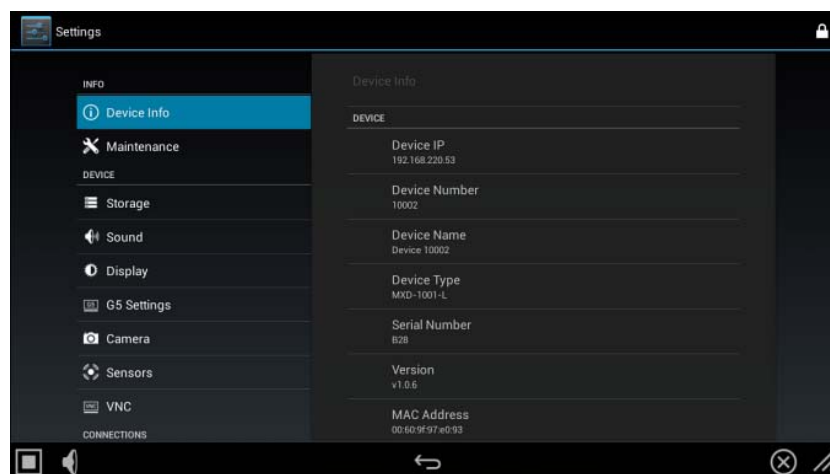 Settings
INFO
Device Info
Maintenance
DEVICE
Storage
Sound
Display
G5 Settings
Camera
Sensors
VNC
CONNECTIONS
Device Info
DEVICE
Device IP
192.168.220.53
Device Number
10002
Device Name
Device 10002
Device Type
MXD-1001-L
Serial Number
B28
Version
v1.0.6
MAC Address
00:60:9f:97:e0:93